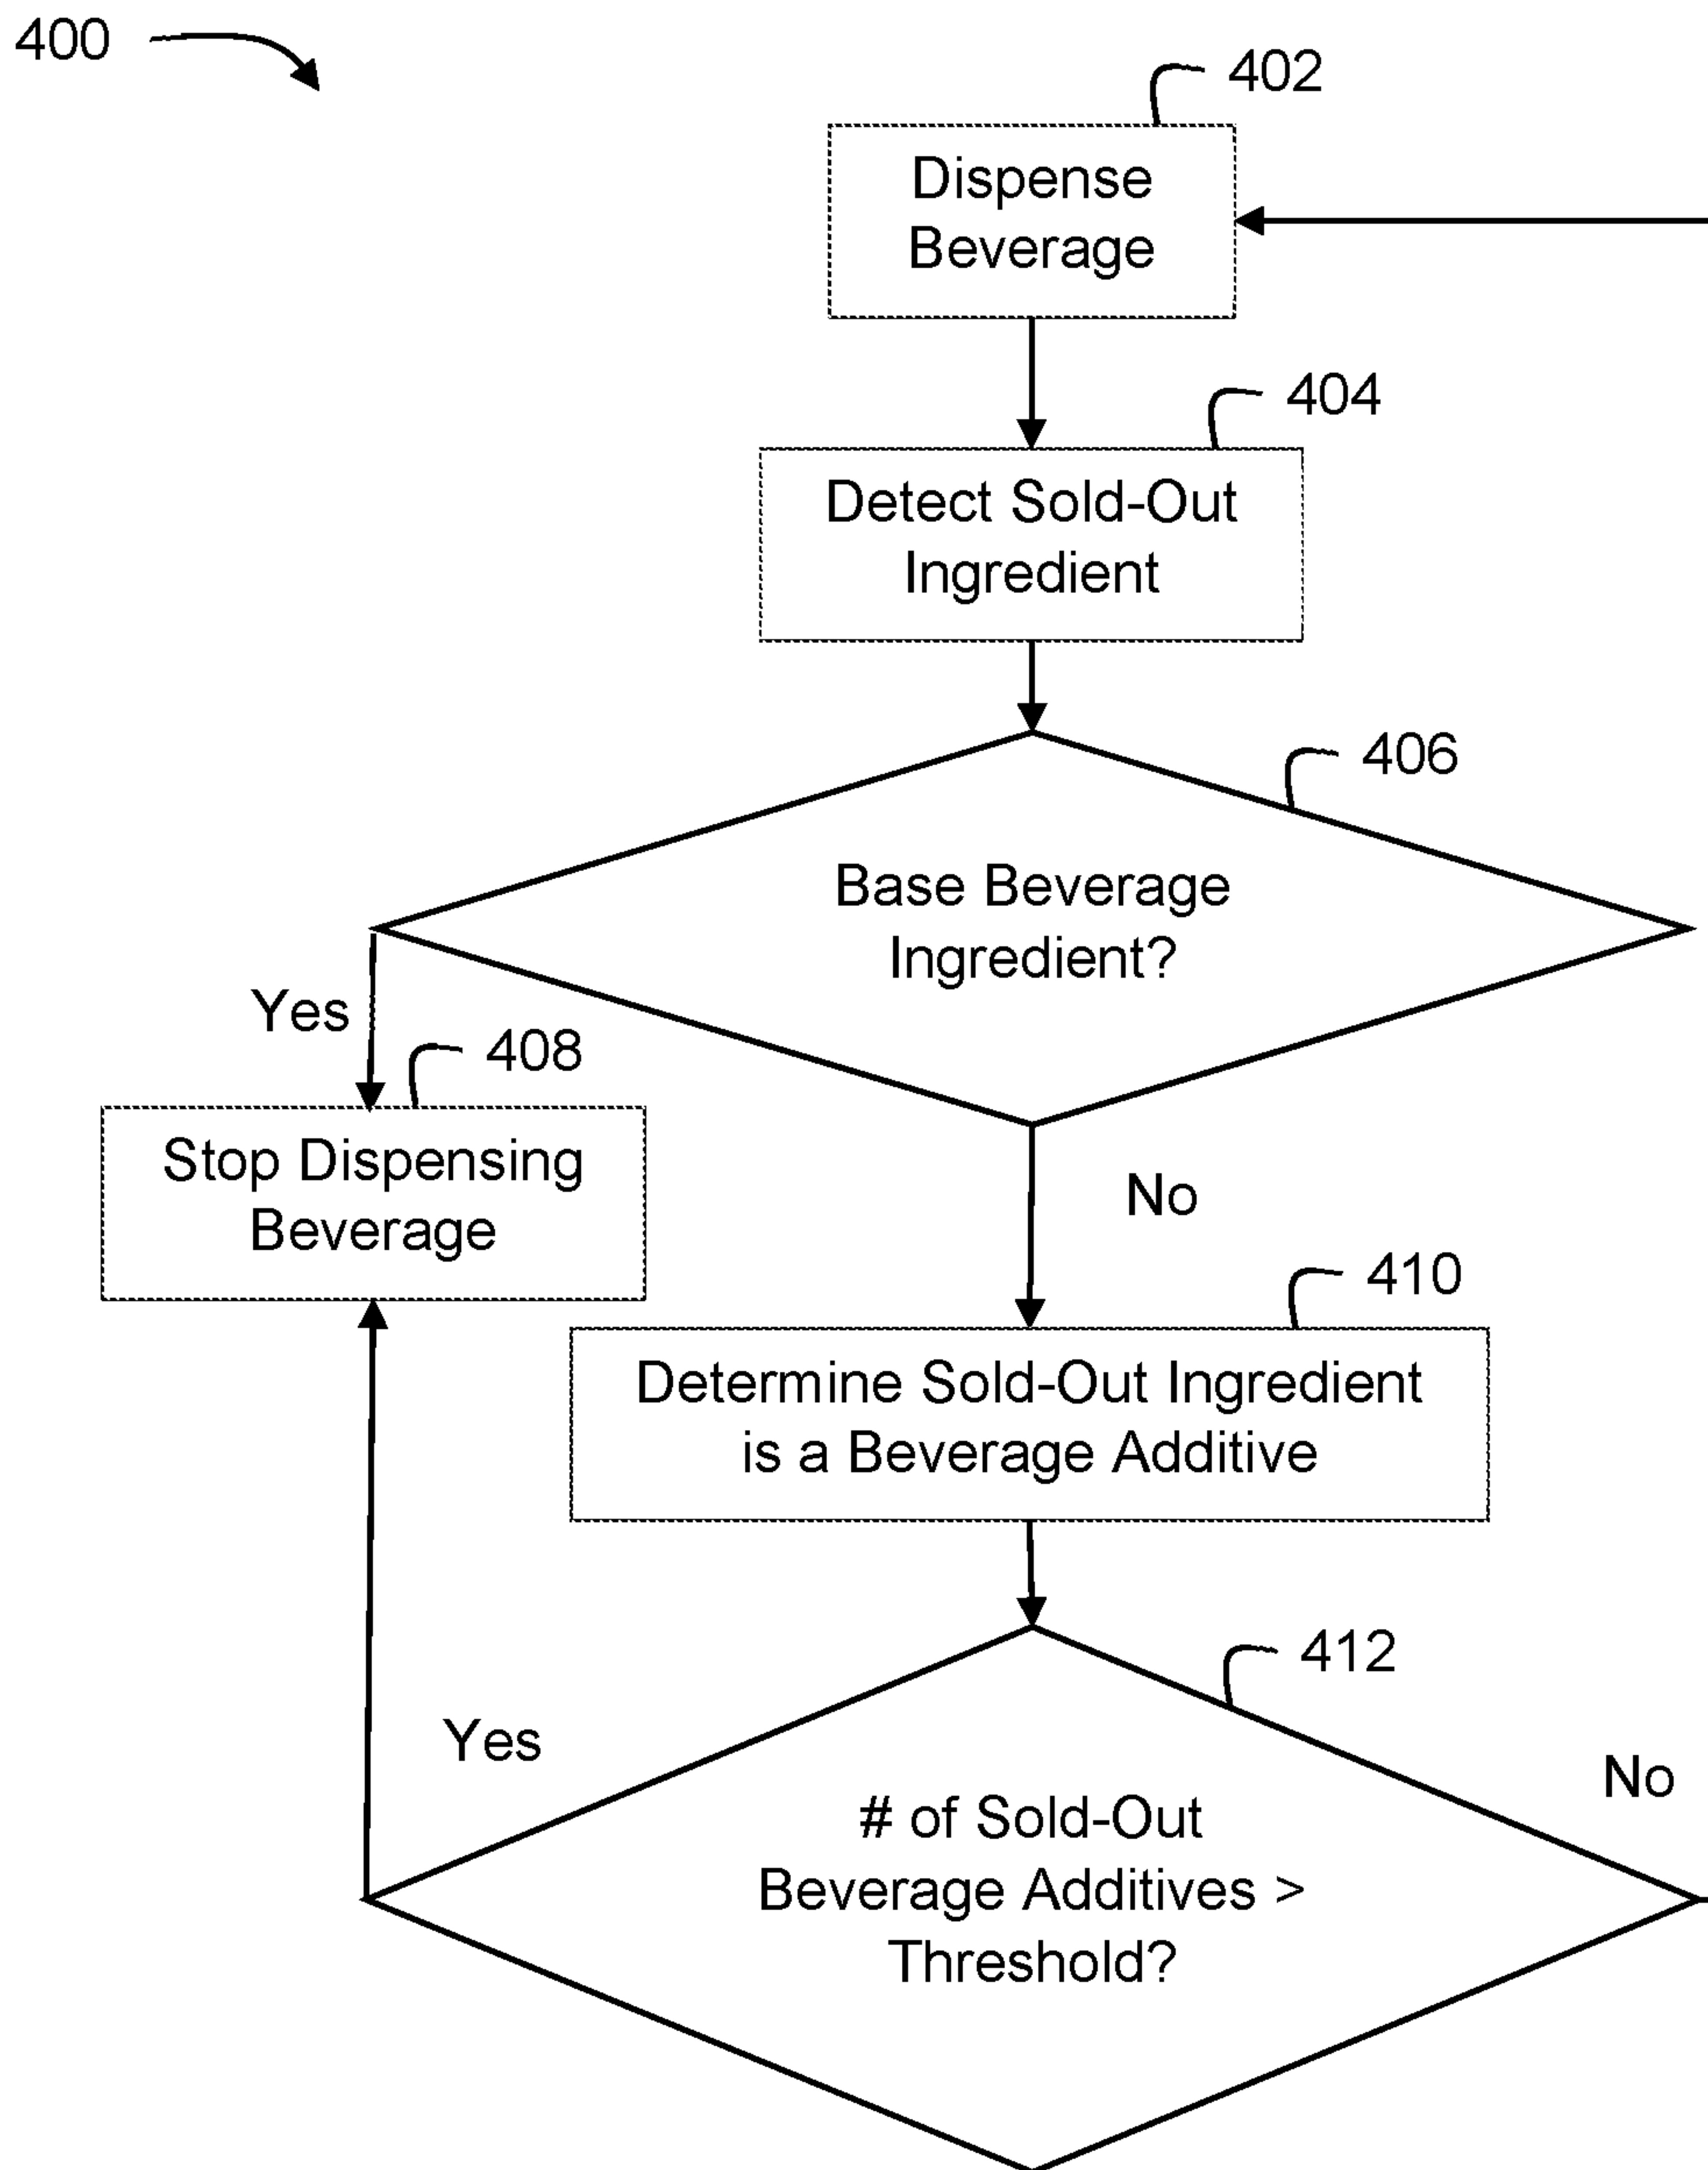 400
402
Dispense
Beverage
404
Detect Sold-Out
Ingredient
406
Base Beverage
Ingredient?
Yes
408
Stop Dispensing
Beverage
No
410
Determine Sold-Out Ingredient
is a Beverage Additive
412
Yes
No
# of Sold-Out
Beverage Additives >
Threshold?